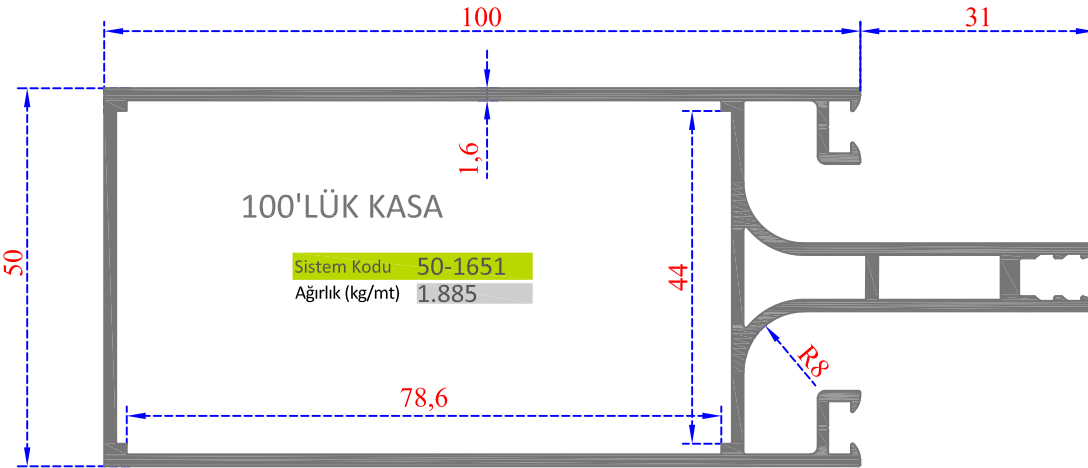 100
31
1,6
100'LÜK KASA
50
Sistem Kodu 50-1651
Ağırlık (kg/mt) 1.885
44
R8
78,6